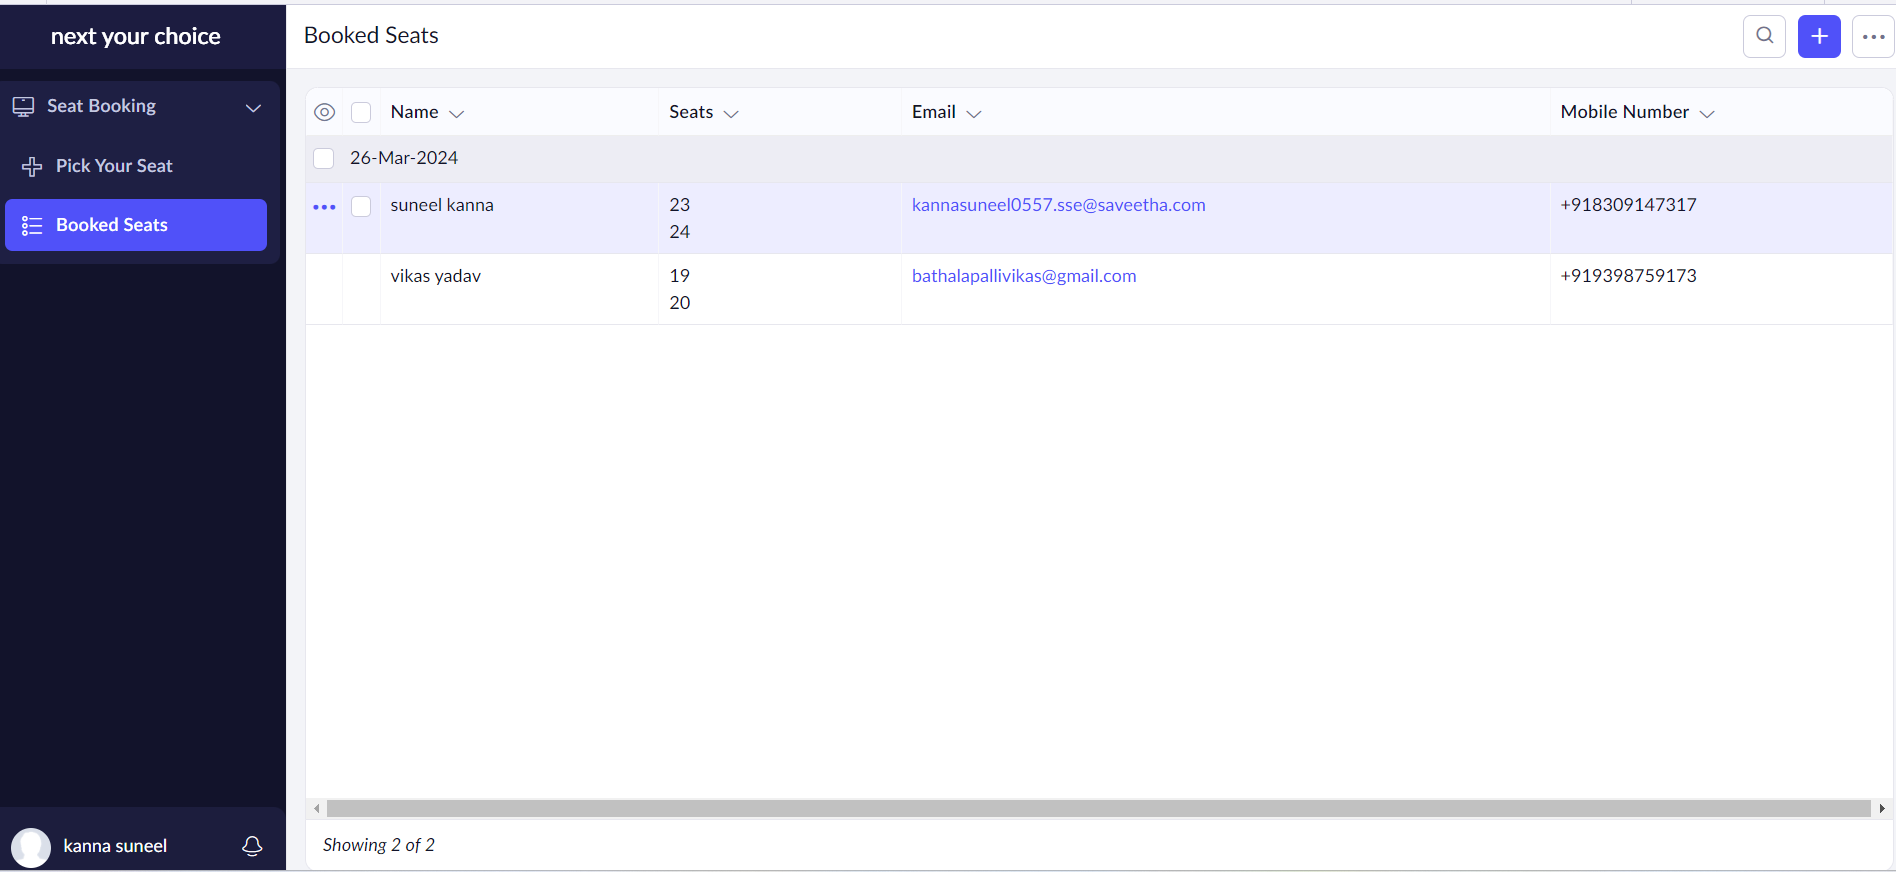 next your choice
Booked Seats
Seat Booking
Pick Your Seat
Booked Seats
Name Seats Email Mobile Number
26-Mar-2024
suneel kanna 23 kannasuneel0557.sse@saveetha.com +918309147317
24
vikas yadav 19 bathalapallivikas@gmail.com +919398759173
20
kanna suneel
Showing 2 of 2